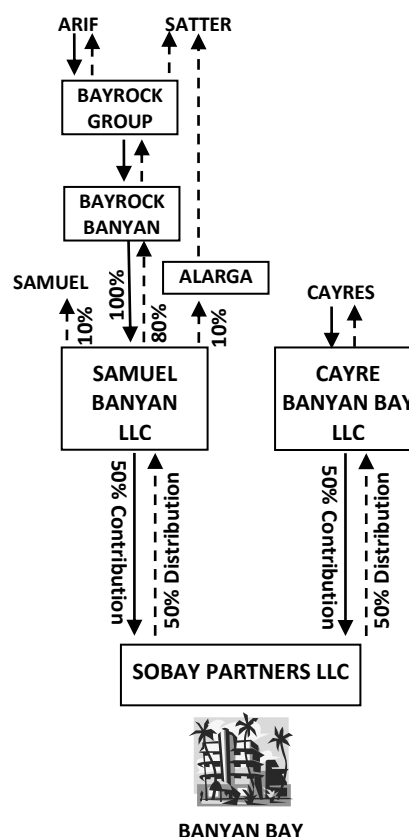 ARIF SATTER
BAYROCK
GROUP
BAYROCK
BANYAN
SAMUEL
ALARGA
CAYRES
10%
100%
80%
10%
SAMUEL
BANYAN
LLC
CAYRE
BANYAN BAY
LLC
50% Contribution
50% Distribution
50% Contribution
50% Distribution
SOBAY PARTNERS LLC
BANYAN BAY